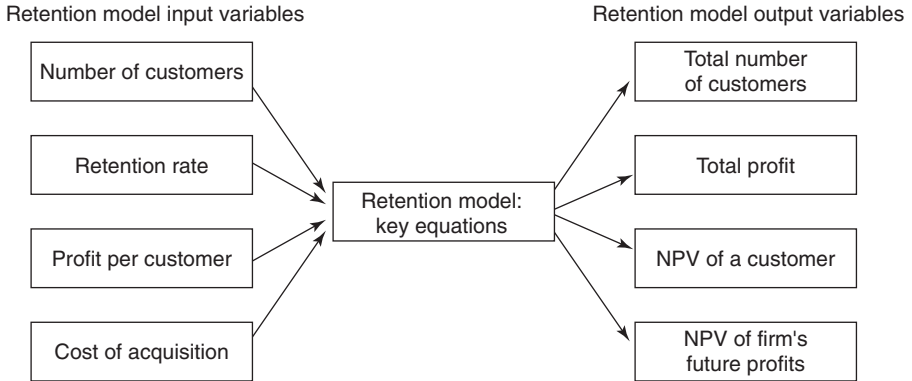 Retention model input variables
Retention model output variables
Number of customers
Retention rate
Profit per customer
Cost of acquisition
Retention model:
key equations
Total number
of customers
Total profit
NPV of a customer
NPV of firm's
future profits